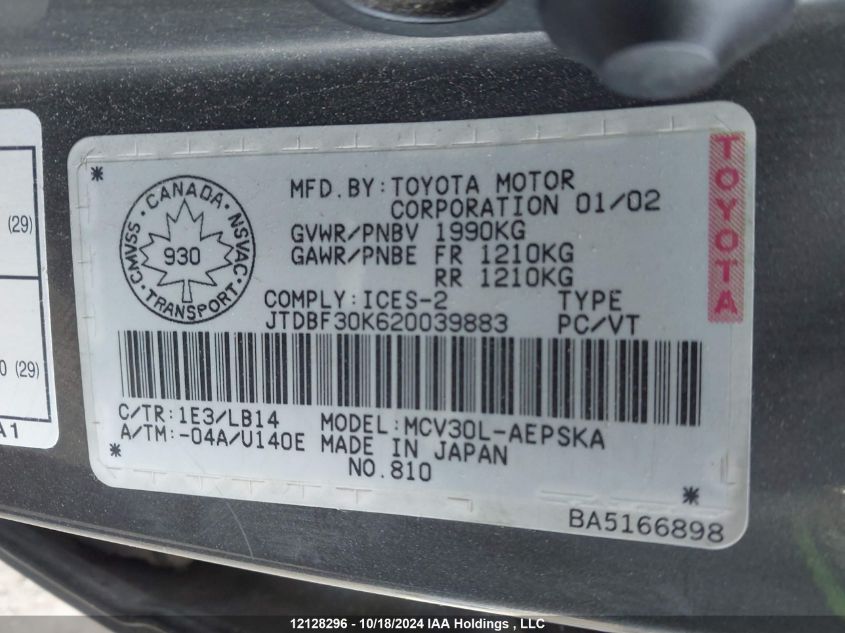 (29)
0 (29)
A1
CANADA · NSVAC · TRANSPORT · CMVSS ·
930
TOYOTA
* MFD.BY:TOYOTA MOTOR
CORPORATION 01/02
GVWR/PNBV 1990KG
GAWR/PNBE FR 1210KG
RR 1210KG
COMPLY:ICES-2 TYPE
JTDBF30K620039883 PC/VT
C/TR:1E3/LB14 MODEL:MCV30L-AEPSKA
A/TM:-04A/U140E MADE IN JAPAN
* NO.810 *
BA5166898
12128296 - 10/18/2024 IAA Holdings, LLC.